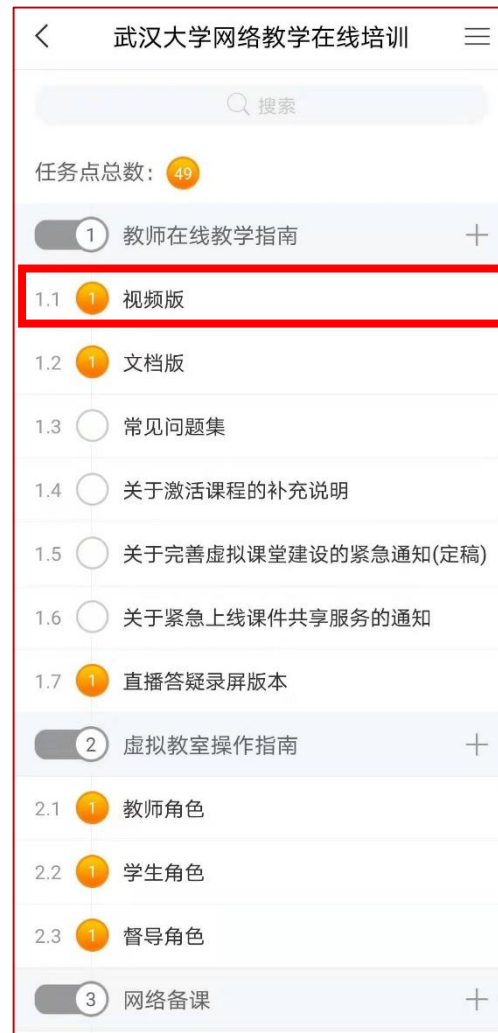 武汉大学网络教学在线培训
搜索
任务点总数: 49
1 教师在线教学指南
1.1 1 视频版
1.2 1 文档版
1.3 常见问题集
1.4 关于激活课程的补充说明
1.5 关于完善虚拟课堂建设的紧急通知(定稿)
1.6 关于紧急上线课件共享服务的通知
1.7 1 直播答疑录屏版本
2 虚拟教室操作指南
2.1 1 教师角色
2.2 1 学生角色
2.3 1 督导角色
3 网络备课